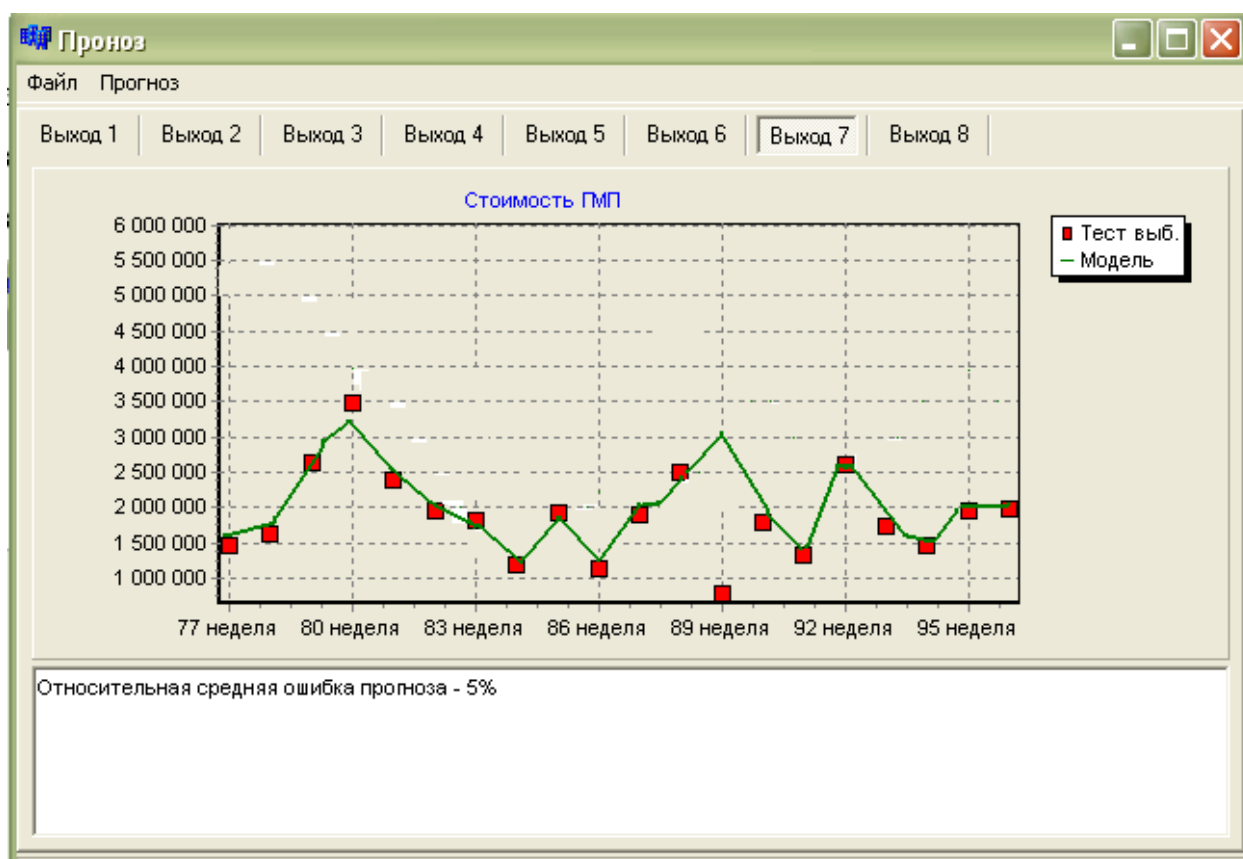 Проноз
Файл Прогноз
Выход 1 Выход 2 Выход 3 Выход 4 Выход 5 Выход 6 Выход 7 Выход 8
Стоимость ГМП
6 000 000
5 500 000
5 000 000
4 500 000
4 000 000
3 500 000
3 000 000
2 500 000
2 000 000
1 500 000
1 000 000
77 неделя 80 неделя 83 неделя 86 неделя 89 неделя 92 неделя 95 неделя
Тест выб.
Модель
Относительная средняя ошибка прогноза - 5%